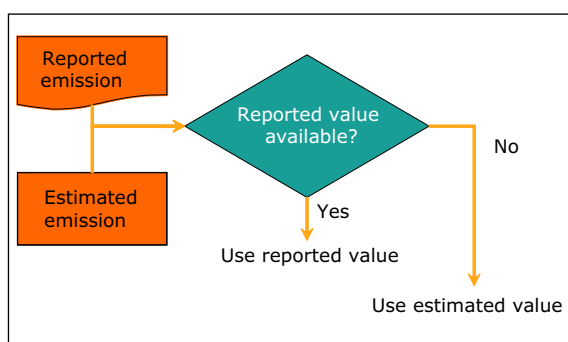 Reported
emission
Reported value
available?
No
Estimated
emission
Yes
Use reported value
Use estimated value